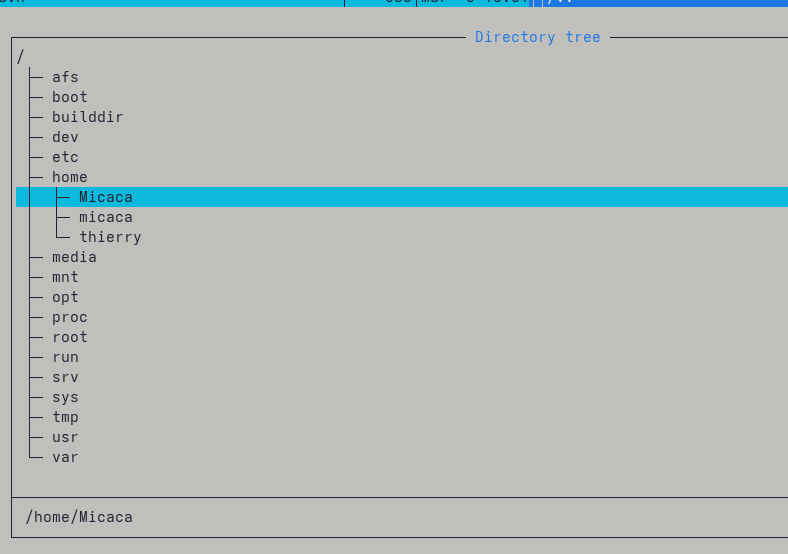 Directory tree
/
afs
boot
builddir
dev
etc
home
Micaca
micaca
thierry
media
mnt
opt
proc
root
run
srv
sys
tmp
usr
var
/home/Micaca